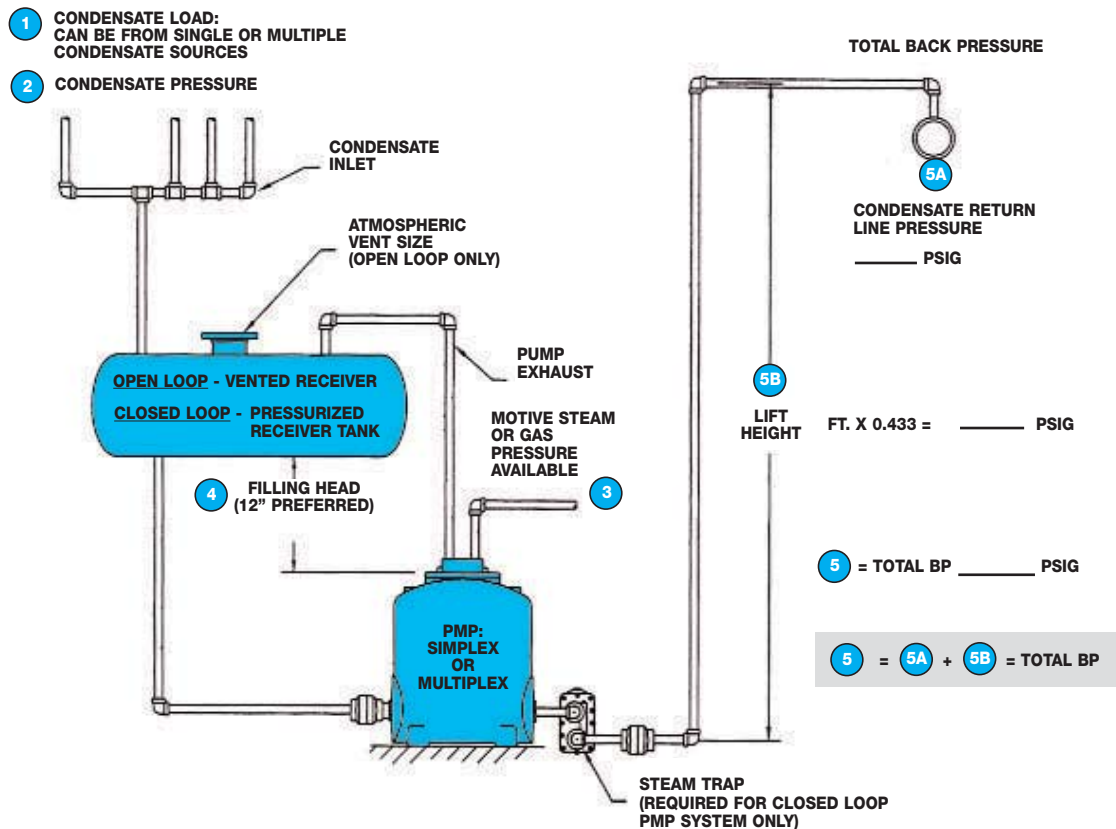 1 CONDENSATE LOAD:
CAN BE FROM SINGLE OR MULTIPLE
CONDENSATE SOURCES
2 CONDENSATE PRESSURE
TOTAL BACK PRESSURE
CONDENSATE
INLET
5A
CONDENSATE RETURN
LINE PRESSURE
______ PSIG
ATMOSPHERIC
VENT SIZE
(OPEN LOOP ONLY)
PUMP
EXHAUST
OPEN LOOP - VENTED RECEIVER
CLOSED LOOP - PRESSURIZED
RECEIVER TANK
5B
LIFT
HEIGHT
FT. X 0.433 = ______ PSIG
MOTIVE STEAM
OR GAS
PRESSURE
AVAILABLE
3
4 FILLING HEAD
(12” PREFERRED)
5 = TOTAL BP ______ PSIG
PMP:
SIMPLEX
OR
MULTIPLEX
5 = 5A + 5B = TOTAL BP
STEAM TRAP
(REQUIRED FOR CLOSED LOOP
PMP SYSTEM ONLY)